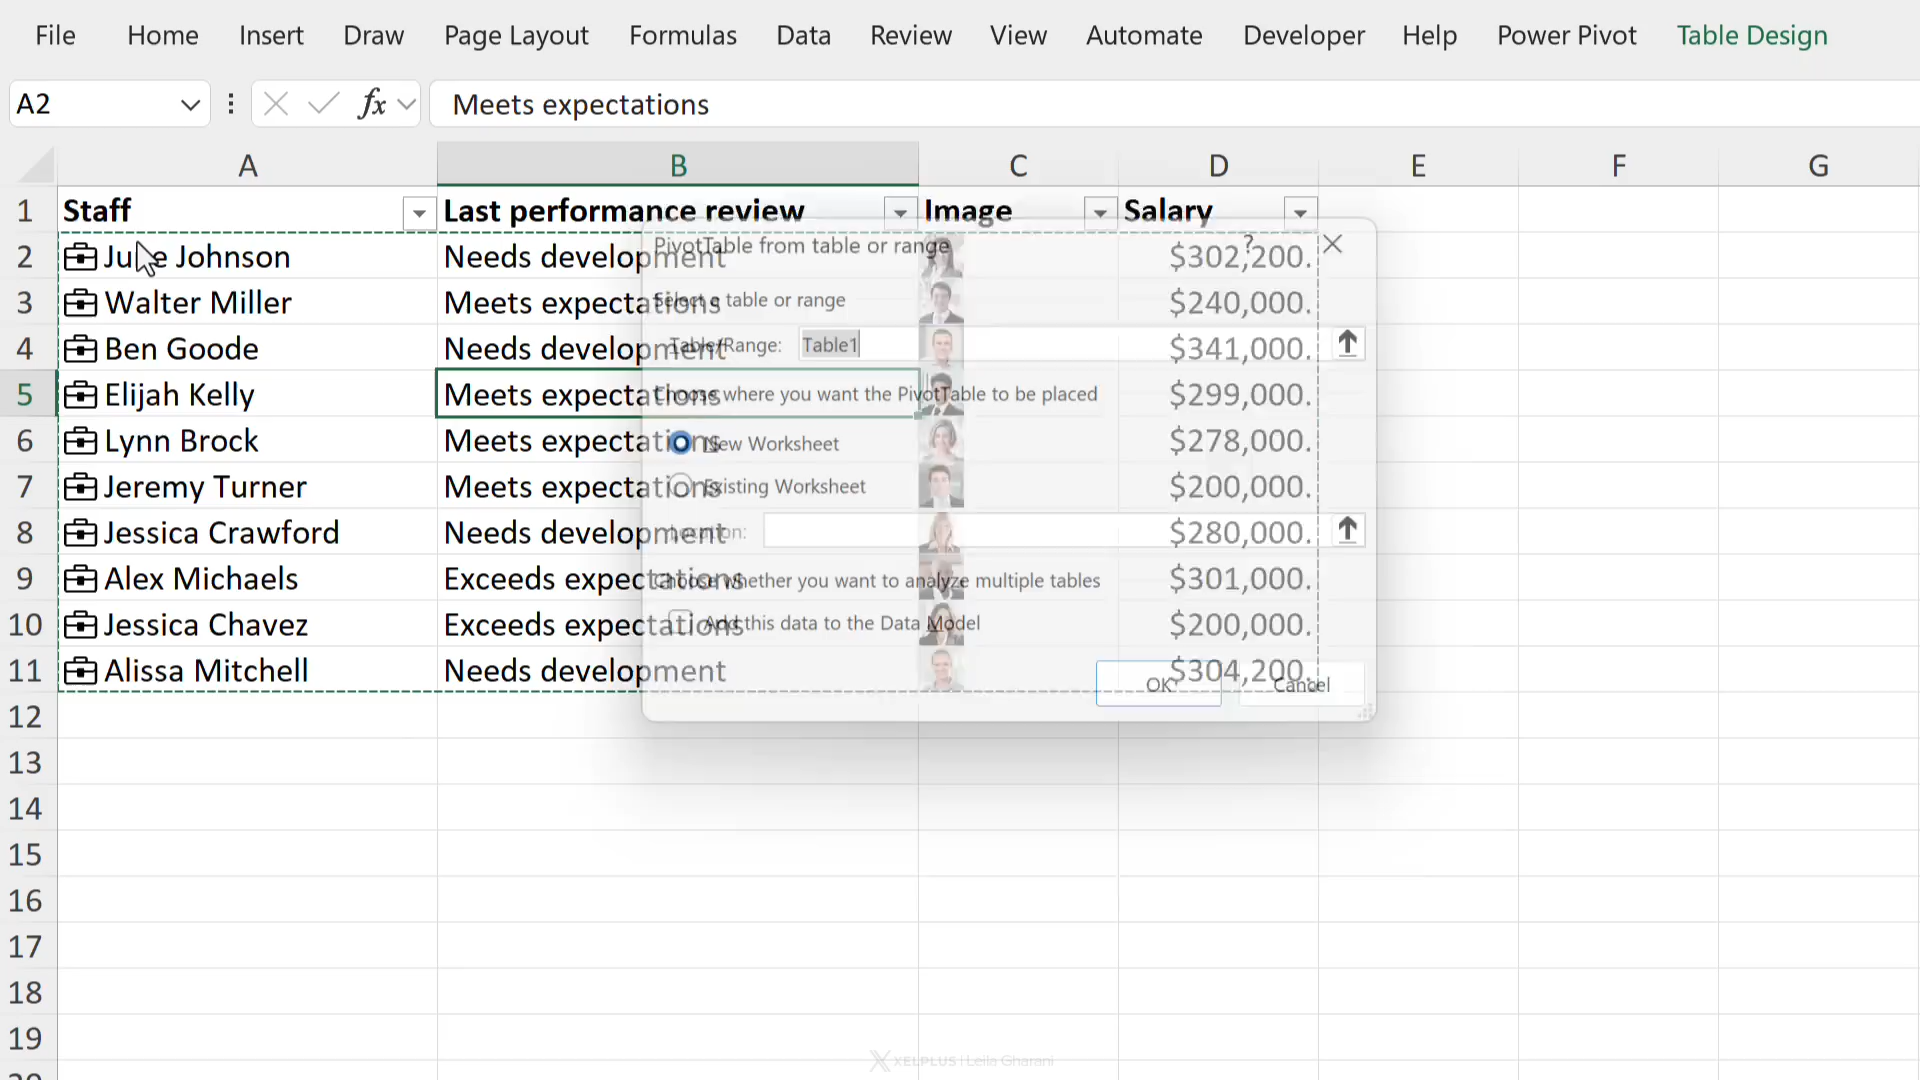 File Home Insert Draw Page Layout Formulas Data Review View Automate Developer Help Power Pivot Table Design
A2 fx Meets expectations
A B C D E F G
1 Staff Last performance review Image Salary
2 Julie Johnson Needs development $302,200.
3 Walter Miller Meets expectations $240,000.
4 Ben Goode Needs development $341,000.
5 Elijah Kelly Meets expectations $299,000.
6 Lynn Brock Meets expectations $278,000.
7 Jeremy Turner Meets expectations $200,000.
8 Jessica Crawford Needs development $280,000.
9 Alex Michaels Exceeds expectations $301,000.
10 Jessica Chavez Exceeds expectations $200,000.
11 Alissa Mitchell Needs development $304,200.
12
13
14
15
16
17
18
19
PivotTable from table or range ?
Select a table or range
Table/Range: Table1
Choose where you want the PivotTable to be placed
New Worksheet
Existing Worksheet
Location:
Choose whether you want to analyze multiple tables
Add this data to the Data Model
OK Cancel
XELPLUS | Leila Gharani